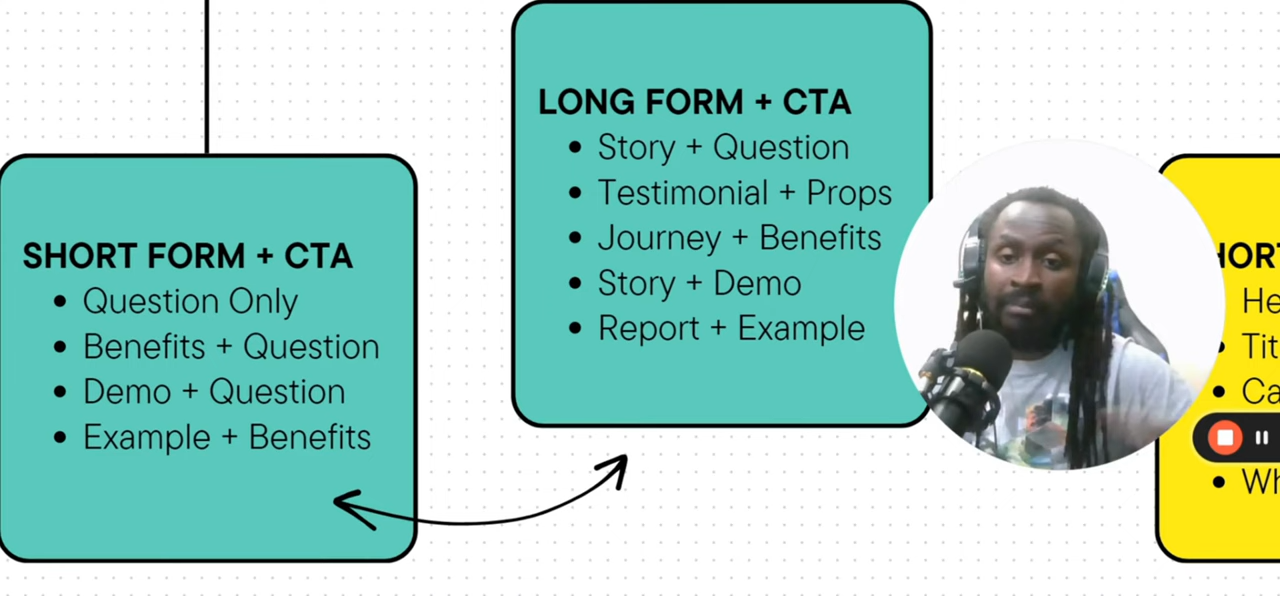 LONG FORM + CTA
Story + Question
Testimonial + Props
Journey + Benefits
Story + Demo
Report + Example
SHORT FORM + CTA
Question Only
Benefits + Question
Demo + Question
Example + Benefits